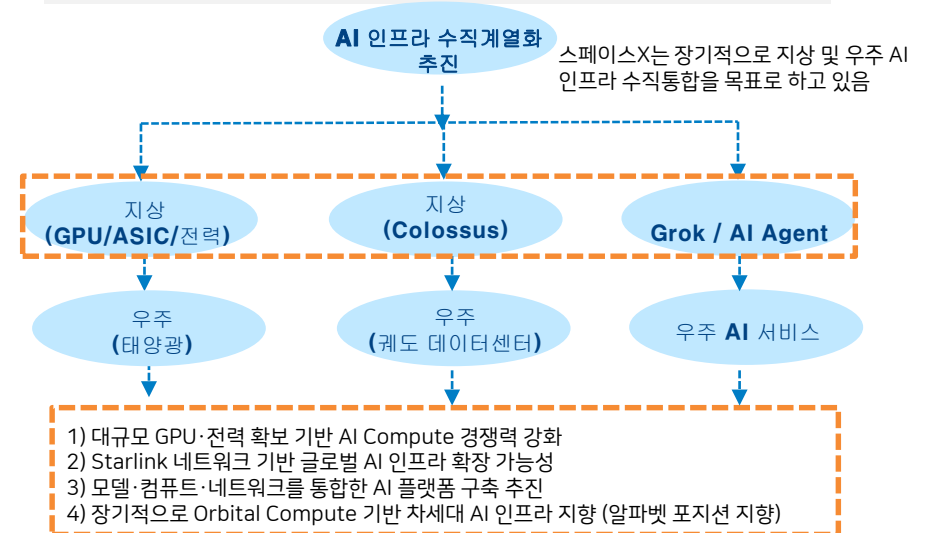 AI 인프라 수직계열화
추진
스페이스X는 장기적으로 지상 및 우주 AI
인프라 수직통합을 목표로 하고 있음
지상
(GPU/ASIC/전력)
지상
(Colossus)
Grok / AI Agent
우주
(태양광)
우주
(궤도 데이터센터)
우주 AI 서비스
1) 대규모 GPU·전력 확보 기반 AI Compute 경쟁력 강화
2) Starlink 네트워크 기반 글로벌 AI 인프라 확장 가능성
3) 모델·컴퓨트·네트워크를 통합한 AI 플랫폼 구축 추진
4) 장기적으로 Orbital Compute 기반 차세대 AI 인프라 지향 (알파벳 포지션 지향)